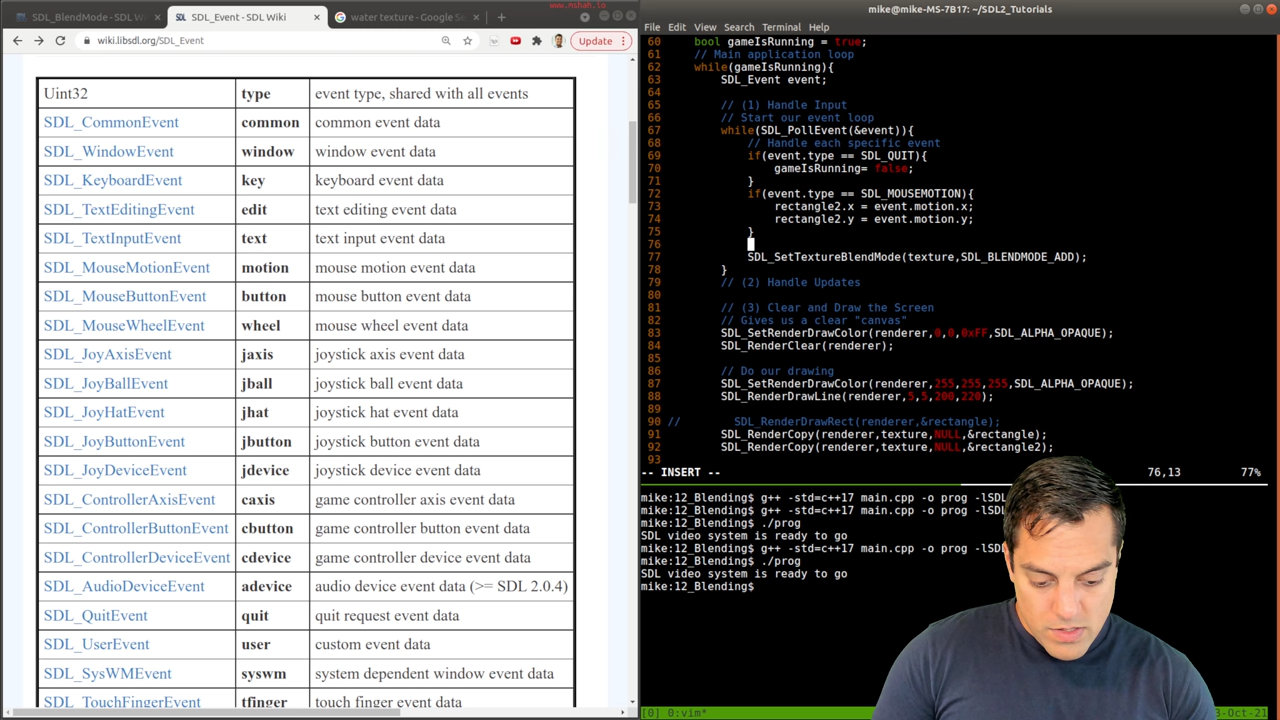 SDL_BlendMode - SDL W
SDL_Event - SDL Wiki
water texture - Google S
www.mshah.io
wiki.libsdl.org/SDL_Event
Update
Uint32 type event type, shared with all events
SDL_CommonEvent common common event data
SDL_WindowEvent window window event data
SDL_KeyboardEvent key keyboard event data
SDL_TextEditingEvent edit text editing event data
SDL_TextInputEvent text text input event data
SDL_MouseMotionEvent motion mouse motion event data
SDL_MouseButtonEvent button mouse button event data
SDL_MouseWheelEvent wheel mouse wheel event data
SDL_JoyAxisEvent jaxis joystick axis event data
SDL_JoyBallEvent jball joystick ball event data
SDL_JoyHatEvent jhat joystick hat event data
SDL_JoyButtonEvent jbutton joystick button event data
SDL_JoyDeviceEvent jdevice joystick device event data
SDL_ControllerAxisEvent caxis game controller axis event data
SDL_ControllerButtonEvent cbutton game controller button event data
SDL_ControllerDeviceEvent cdevice game controller device event data
SDL_AudioDeviceEvent adevice audio device event data (>= SDL 2.0.4)
SDL_QuitEvent quit quit request event data
SDL_UserEvent user custom event data
SDL_SysWMEvent syswm system dependent window event data
SDL_TouchFingerEvent tfinger touch finger event data
mike@mike-MS-7B17: ~/SDL2_Tutorials
File Edit View Search Terminal Help
60 bool gameIsRunning = true;
61 // Main application loop
62 while(gameIsRunning){
63 SDL_Event event;
64
65 // (1) Handle Input
66 // Start our event loop
67 while(SDL_PollEvent(&event)){
68 // Handle each specific event
69 if(event.type == SDL_QUIT){
70 gameIsRunning= false;
71 }
72 if(event.type == SDL_MOUSEMOTION){
73 rectangle2.x = event.motion.x;
74 rectangle2.y = event.motion.y;
75 }
76
77 SDL_SetTextureBlendMode(texture,SDL_BLENDMODE_ADD);
78 }
79 // (2) Handle Updates
80
81 // (3) Clear and Draw the Screen
82 // Gives us a clear "canvas"
83 SDL_SetRenderDrawColor(renderer,0,0,0xFF,SDL_ALPHA_OPAQUE);
84 SDL_RenderClear(renderer);
85
86 // Do our drawing
87 SDL_SetRenderDrawColor(renderer,255,255,255,SDL_ALPHA_OPAQUE);
88 SDL_RenderDrawLine(renderer,5,5,200,220);
89
90 // SDL_RenderDrawRect(renderer,&rectangle);
91 SDL_RenderCopy(renderer,texture,NULL,&rectangle);
92 SDL_RenderCopy(renderer,texture,NULL,&rectangle2);
93
-- INSERT -- 76,13 77%
mike:12_Blending$ g++ -std=c++17 main.cpp -o prog -lSD
mike:12_Blending$ g++ -std=c++17 main.cpp -o prog -lSD
mike:12_Blending$ ./prog
SDL video system is ready to go
mike:12_Blending$ g++ -std=c++17 main.cpp -o prog -lSD
mike:12_Blending$ ./prog
SDL video system is ready to go
mike:12_Blending$
[0] 0:vim* 3-Oct-21